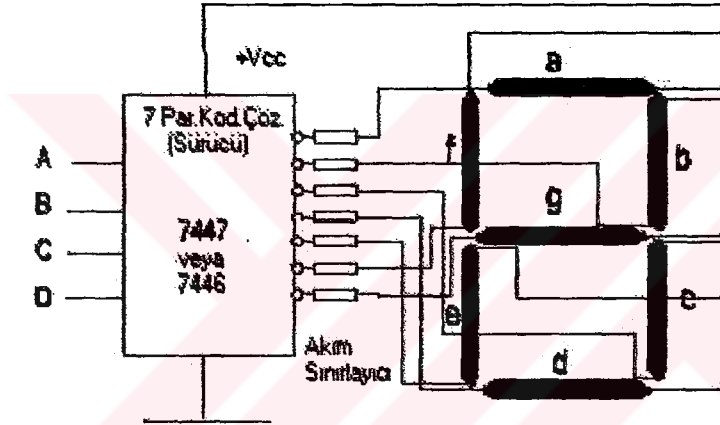 +Vcc
7 Par.Kod.Çöz.
(Sürücü)
A
B
C
D
7447
veya
7446
Akım
Sınırlayıcı
a
f
b
g
e
c
d